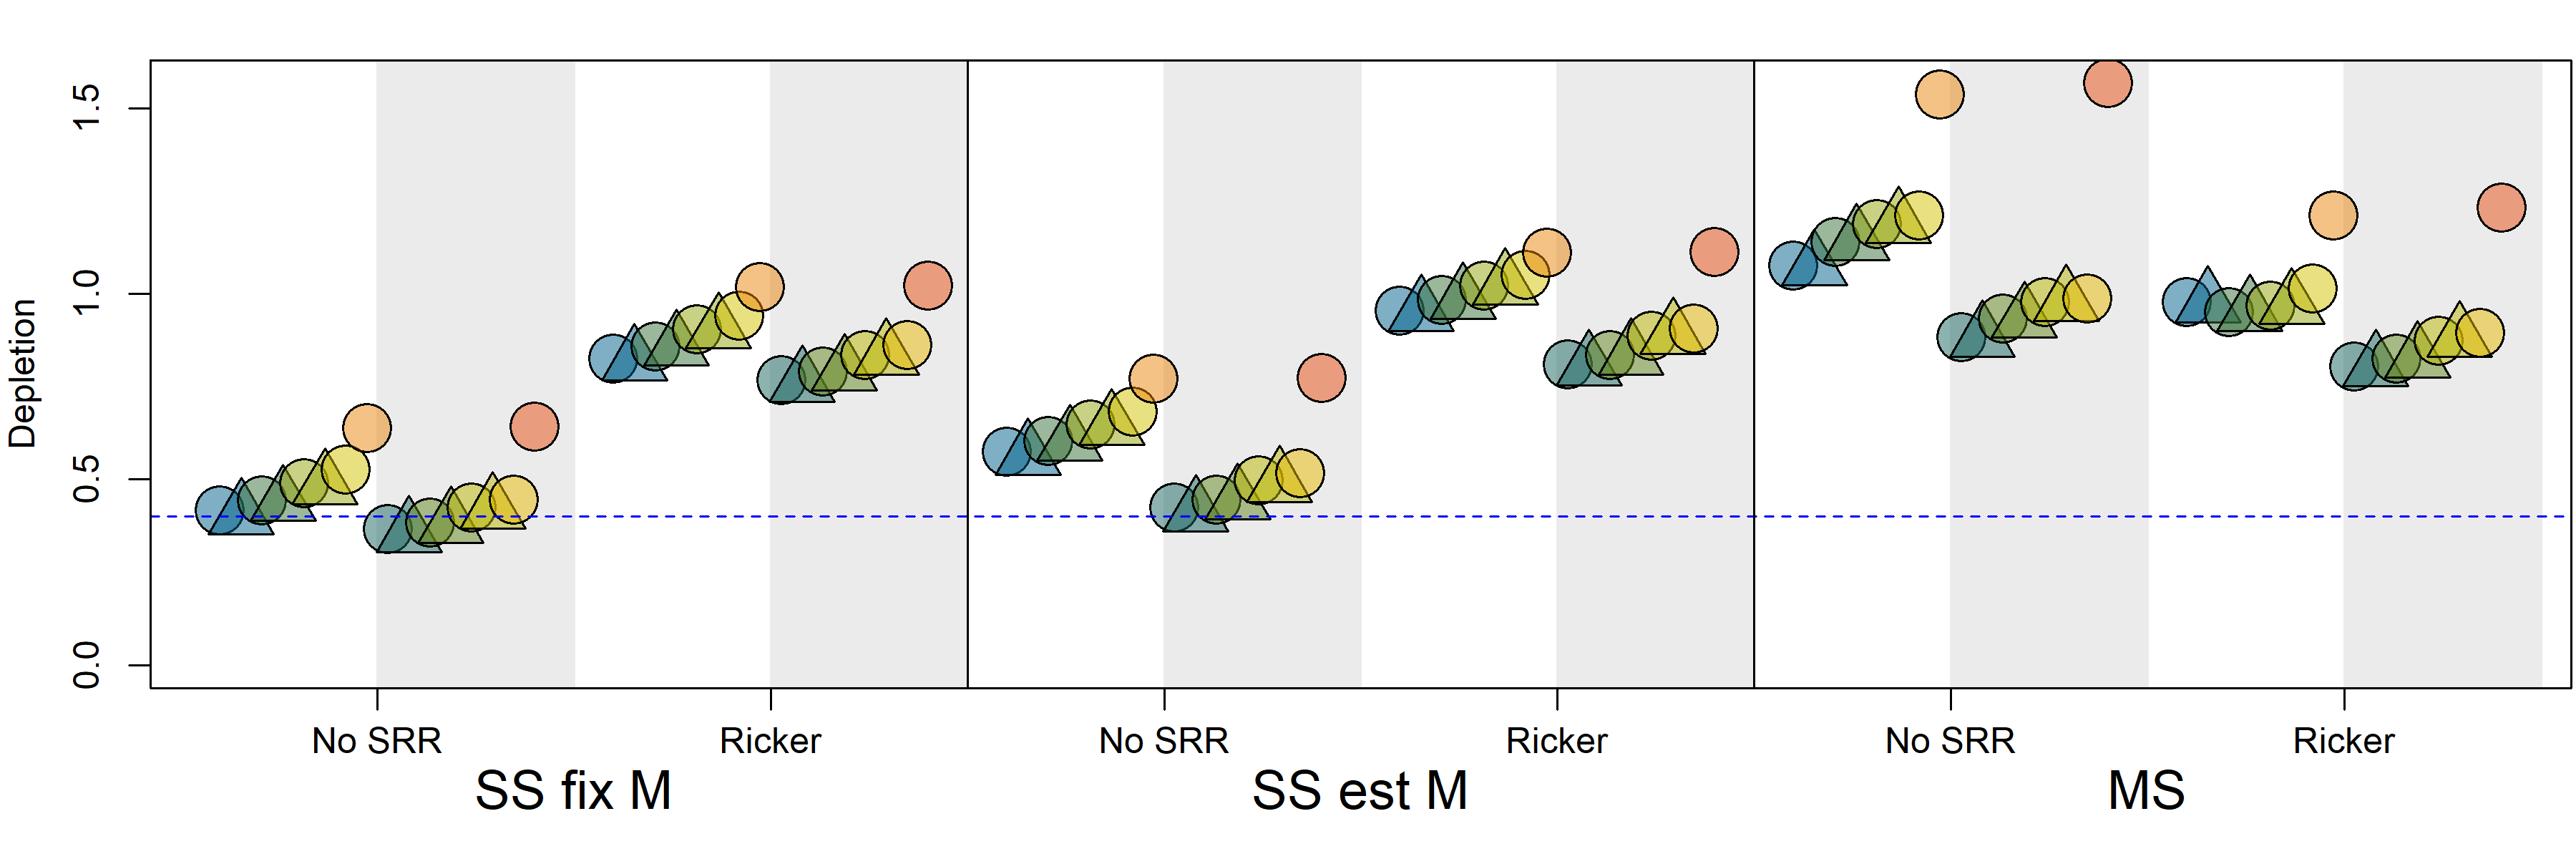 Depletion
1.5
1.0
0.5
0.0
No SRR Ricker No SRR Ricker No SRR Ricker
SS fix M SS est M MS